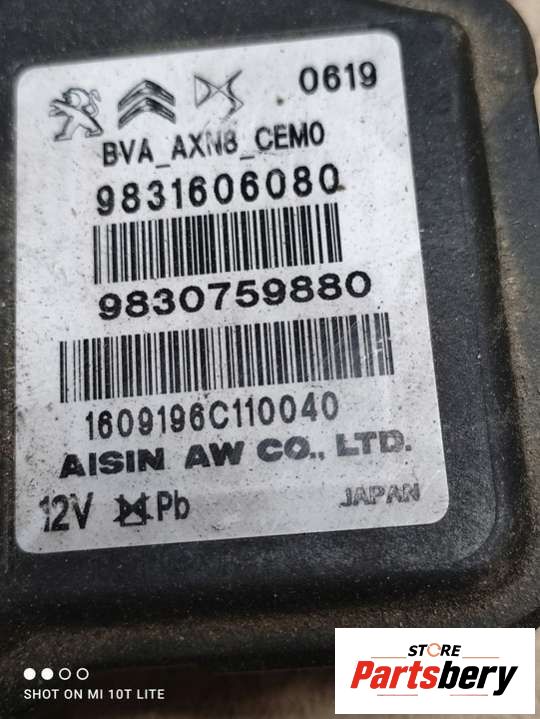 0619
BVA_AXN8_CEM0
9831606080
9830759880
1609196C110040
AISIN AW CO., LTD.
12V Pb JAPAN
SHOT ON MI 10T LITE
STORE
Partsbery